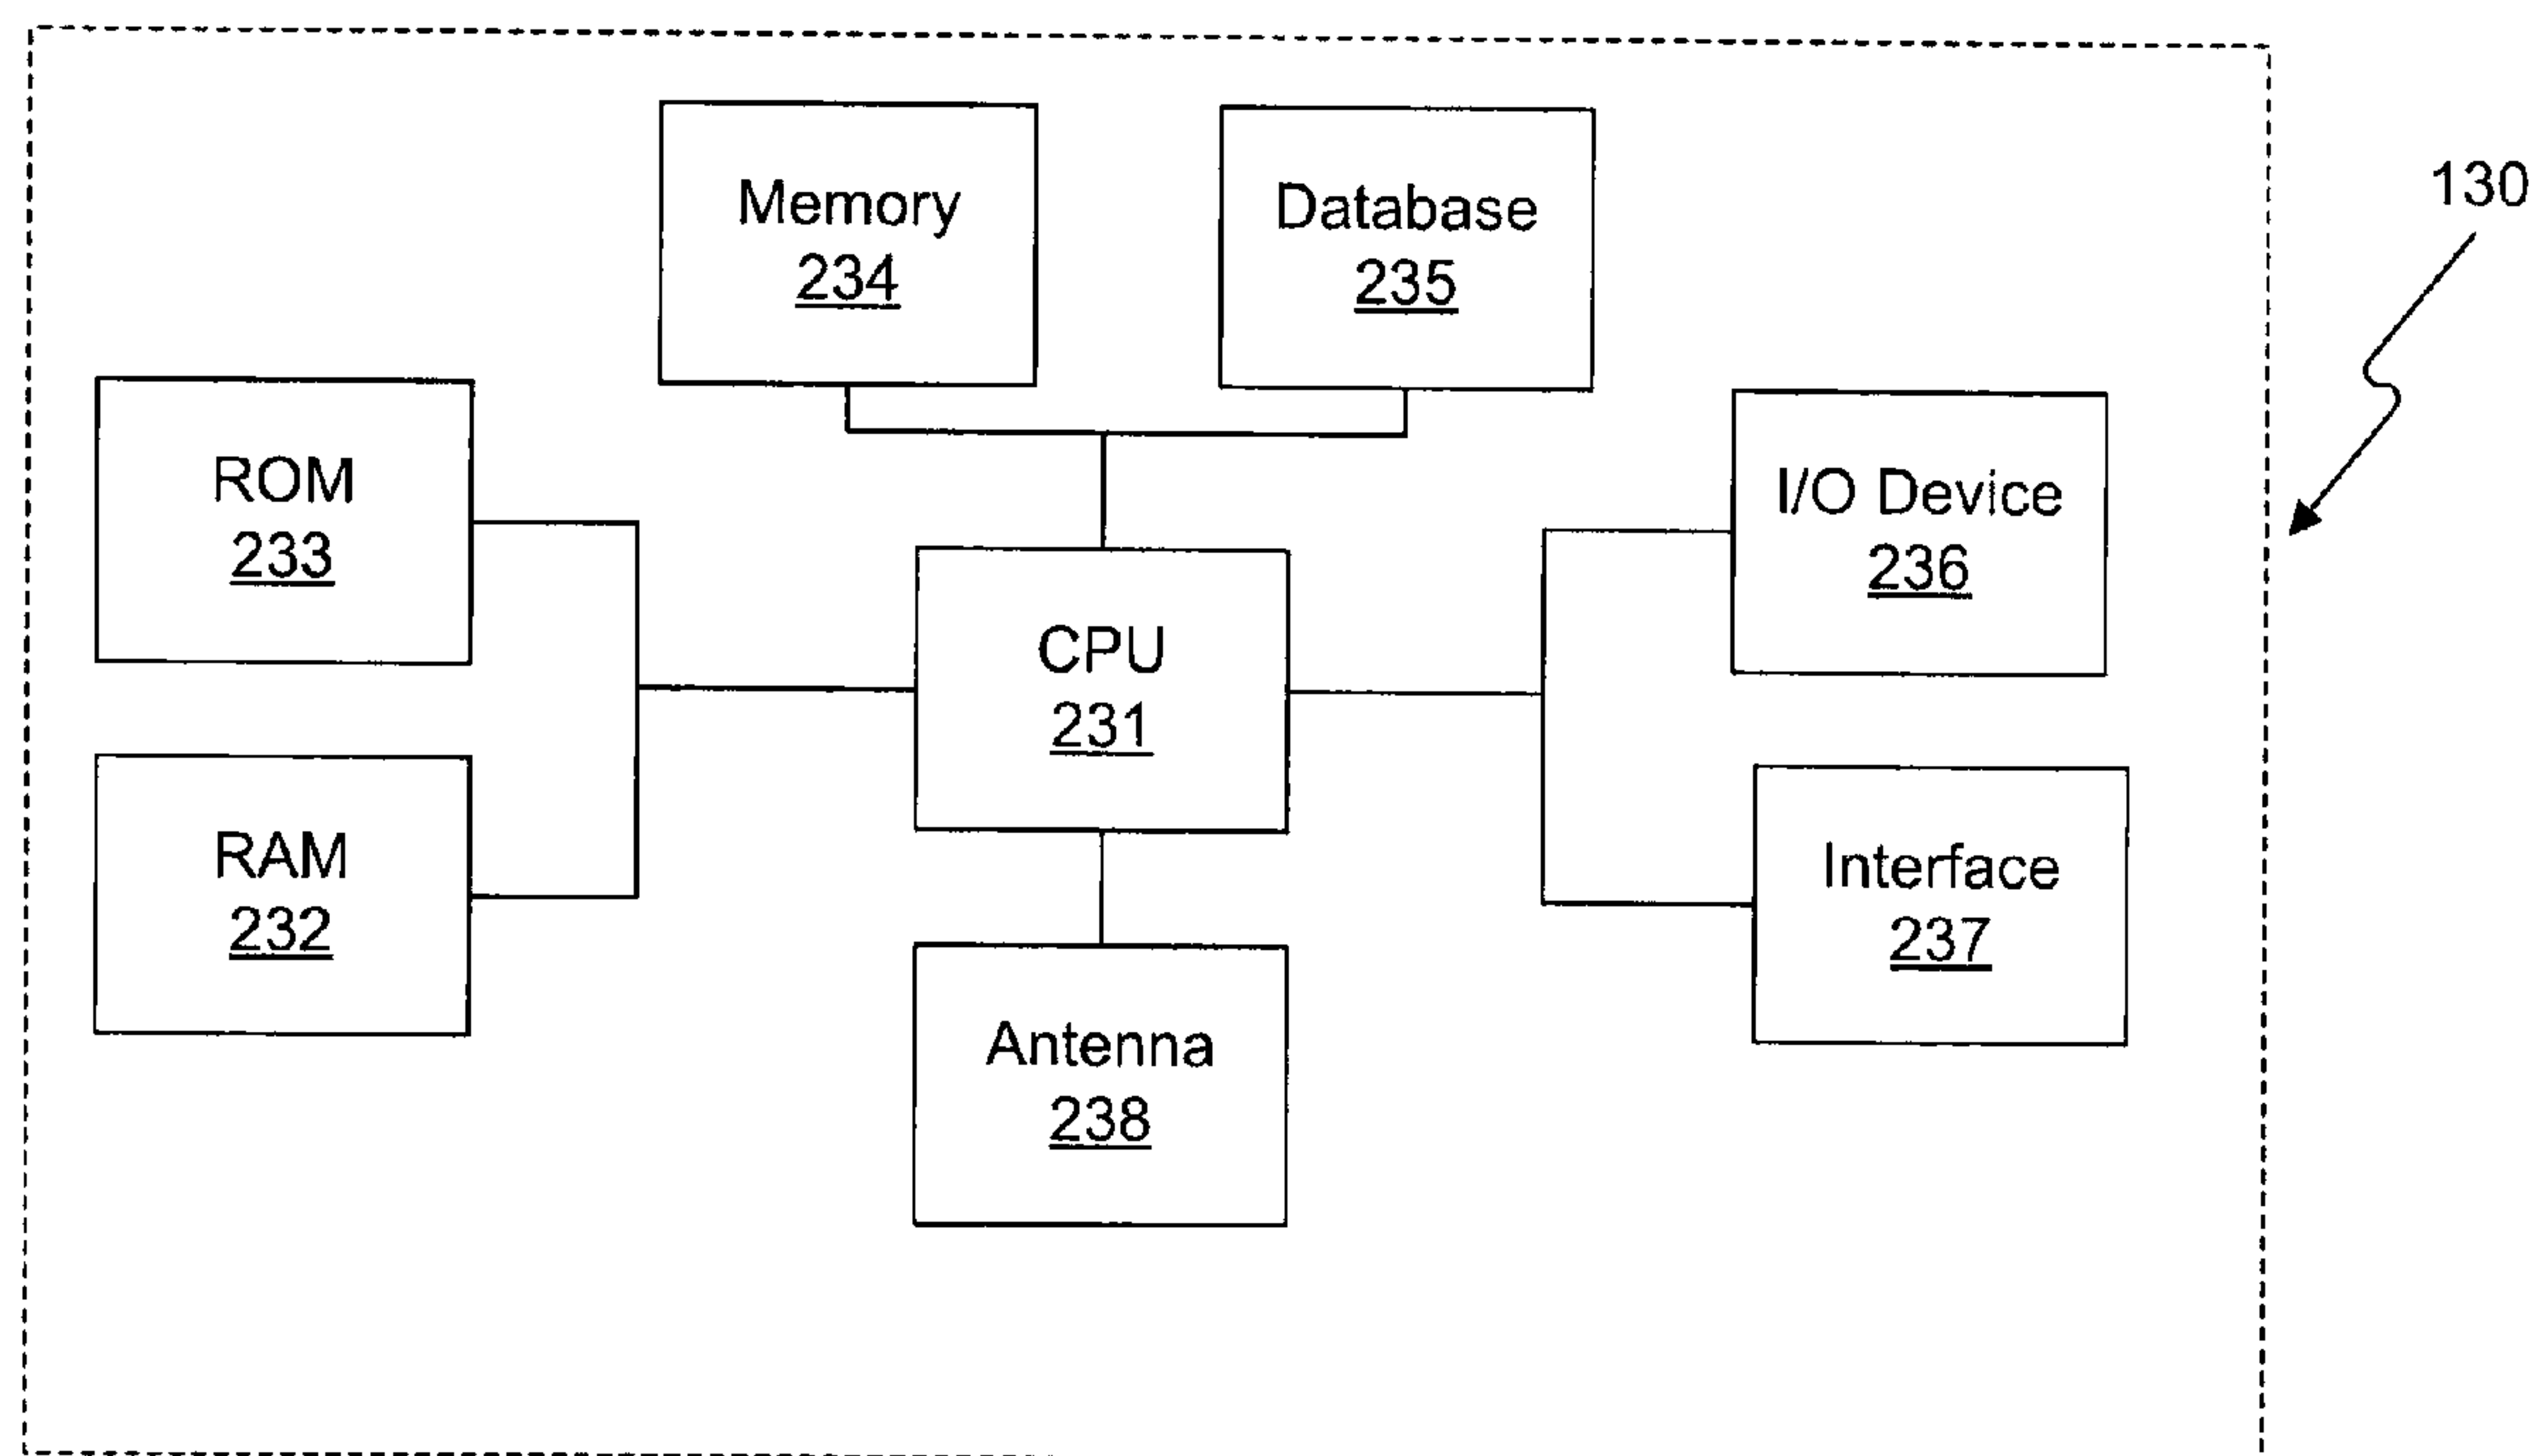 Memory
234
Database
235
130
ROM
233
I/O Device
236
CPU
231
RAM
232
Interface
237
Antenna
238